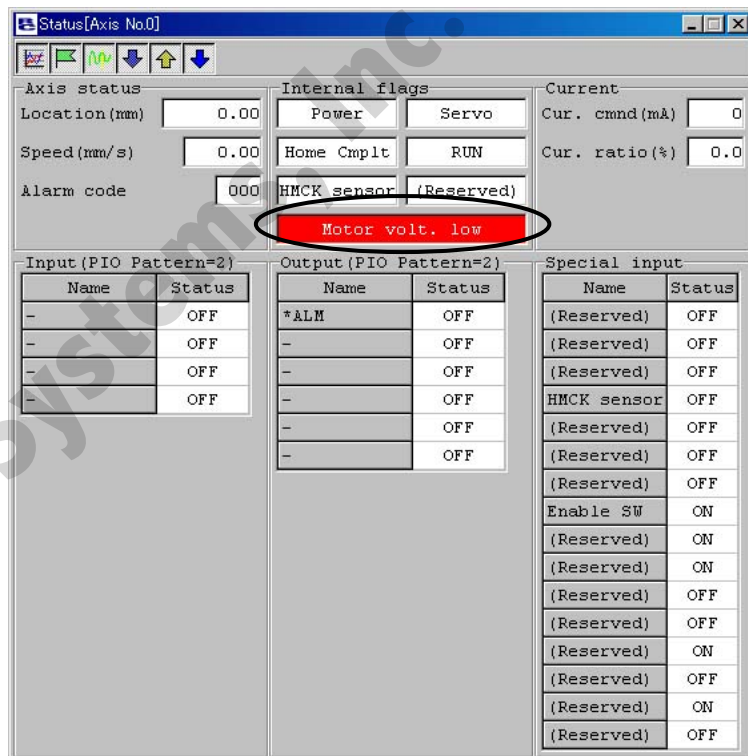 Status[Axis No.0]
Axis status
Location(mm) 0.00
Speed(mm/s) 0.00
Alarm code 000
Internal flags
Power Servo
Home Cmplt RUN
HMCK sensor (Reserved)
Motor volt. low
Current
Cur. cmnd(mA) 0
Cur. ratio(%) 0.0
Input(PIO Pattern=2)
Name Status
- OFF
- OFF
- OFF
- OFF
Output(PIO Pattern=2)
Name Status
*ALM OFF
- OFF
- OFF
- OFF
- OFF
- OFF
Special input
Name Status
(Reserved) OFF
(Reserved) OFF
(Reserved) OFF
HMCK sensor OFF
(Reserved) OFF
(Reserved) OFF
(Reserved) OFF
Enable SW ON
(Reserved) ON
(Reserved) ON
(Reserved) OFF
(Reserved) OFF
(Reserved) ON
(Reserved) OFF
(Reserved) ON
(Reserved) OFF
Systems, Inc.